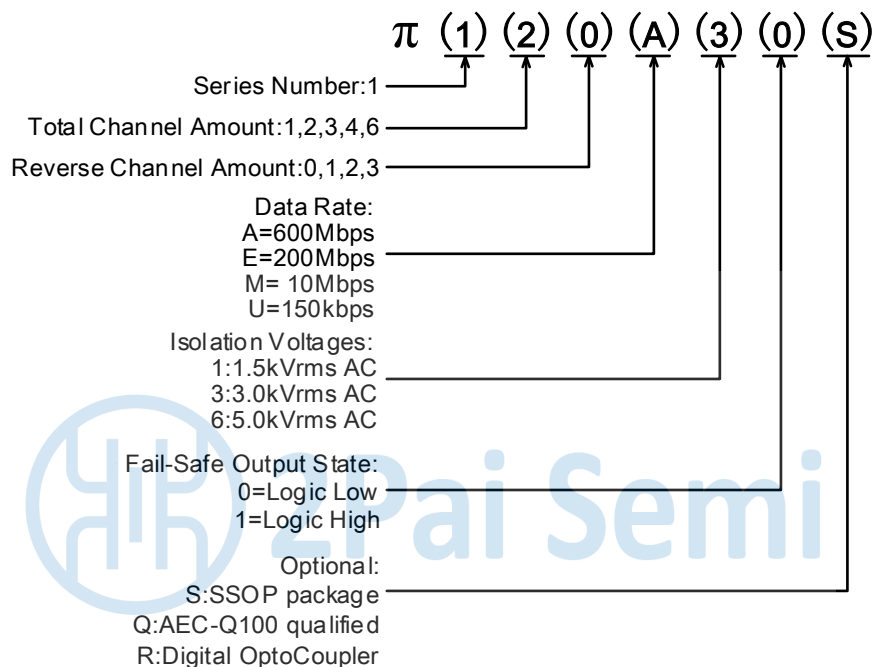 π (1) (2) (0) (A) (3) (0) (S)
Series Number:1
Total Channel Amount:1,2,3,4,6
Reverse Channel Amount:0,1,2,3
Data Rate:
A=600Mbps
E=200Mbps
M= 10Mbps
U=150kbps
Isolation Voltages:
1:1.5kVrms AC
3:3.0kVrms AC
6:5.0kVrms AC
Fail-Safe Output State:
0=Logic Low
1=Logic High
2Pai Semi
Optional:
S:SSOP package
Q:AEC-Q100 qualified
R:Digital OptoCoupler